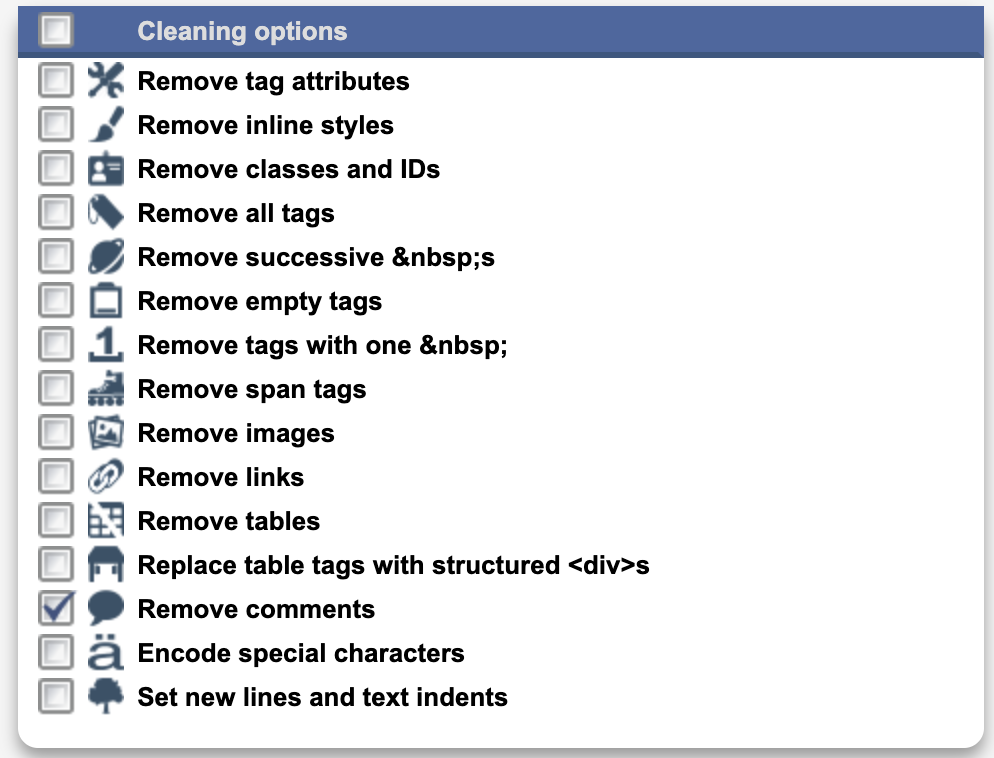 Cleaning options
Remove tag attributes
Remove inline styles
Remove classes and IDs
Remove all tags
Remove successive &nbsp;s
Remove empty tags
Remove tags with one &nbsp;
Remove span tags
Remove images
Remove links
Remove tables
Replace table tags with structured <div>s
Remove comments
Encode special characters
Set new lines and text indents